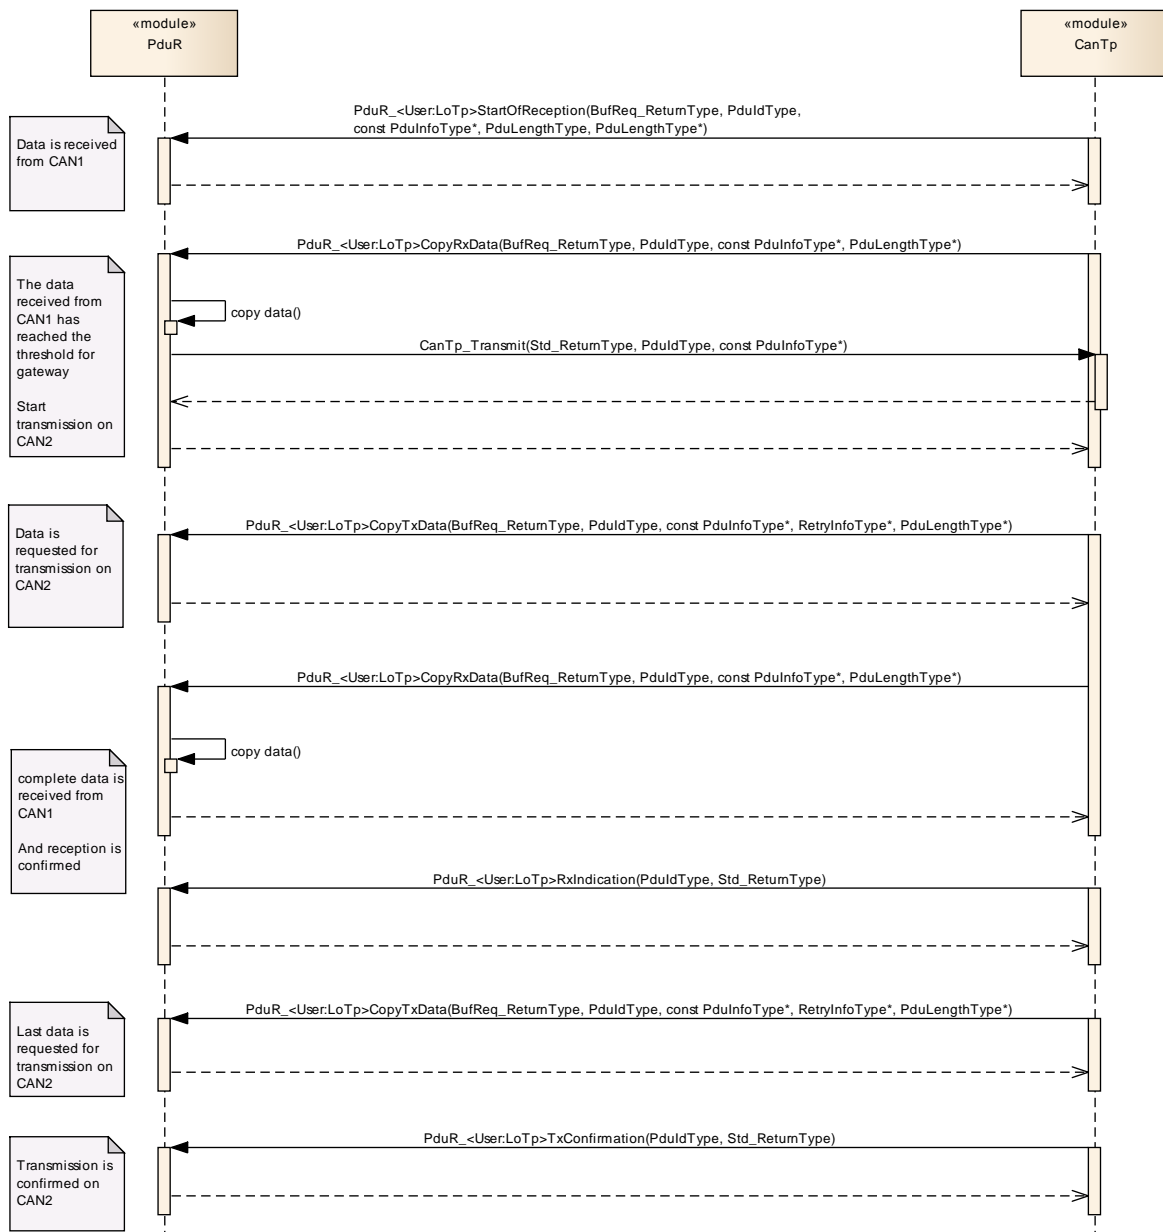 «module»
PduR
«module»
CanTp
PduR_<User:LoTp>StartOfReception(BufReq_ReturnType, PduIdType,
const PduInfoType*, PduLengthType, PduLengthType*)
Data is received
from CAN1
PduR_<User:LoTp>CopyRxData(BufReq_ReturnType, PduIdType, const PduInfoType*, PduLengthType*)
The data
received from
CAN1 has
reached the
threshold for
gateway
Start
transmission on
CAN2
copy data()
CanTp_Transmit(Std_ReturnType, PduIdType, const PduInfoType*)
PduR_<User:LoTp>CopyTxData(BufReq_ReturnType, PduIdType, const PduInfoType*, RetryInfoType*, PduLengthType*)
Data is
requested for
transmission on
CAN2
PduR_<User:LoTp>CopyRxData(BufReq_ReturnType, PduIdType, const PduInfoType*, PduLengthType*)
copy data()
complete data is
received from
CAN1
And reception is
confirmed
PduR_<User:LoTp>RxIndication(PduIdType, Std_ReturnType)
PduR_<User:LoTp>CopyTxData(BufReq_ReturnType, PduIdType, const PduInfoType*, RetryInfoType*, PduLengthType*)
Last data is
requested for
transmission on
CAN2
PduR_<User:LoTp>TxConfirmation(PduIdType, Std_ReturnType)
Transmission is
confirmed on
CAN2